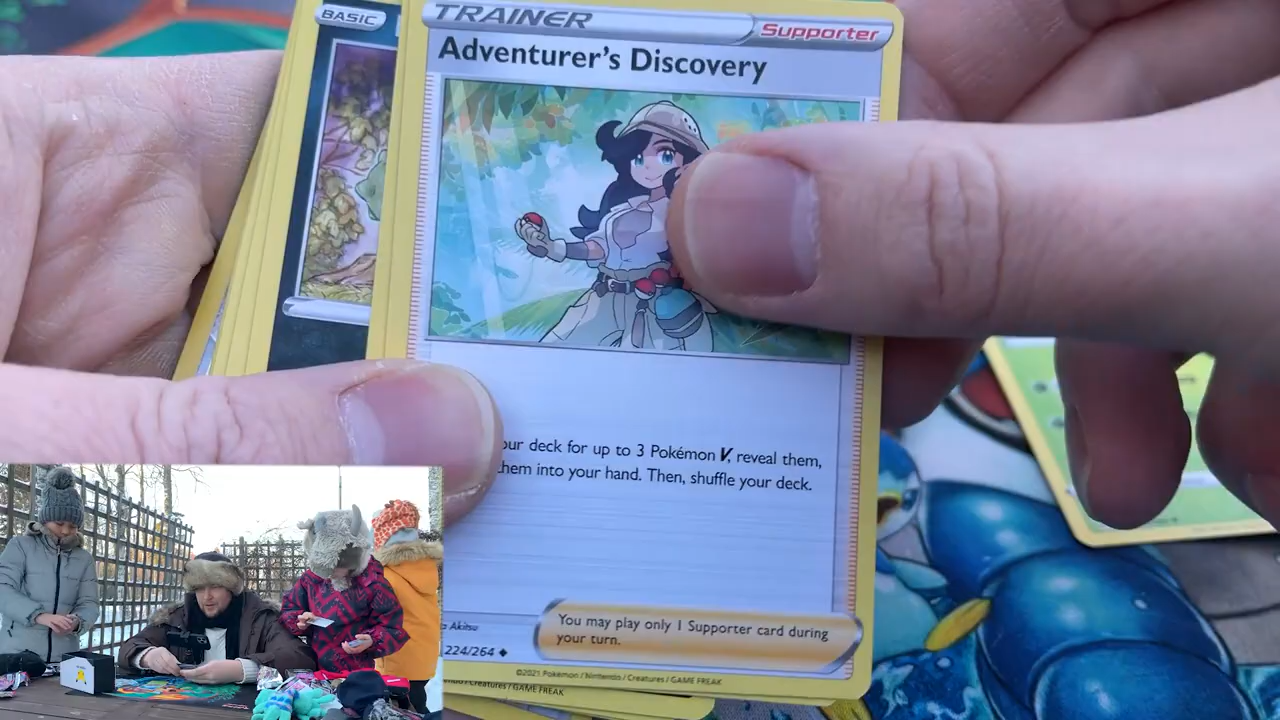 BASIC
TRAINER
Supporter
Adventurer's Discovery
our deck for up to 3 Pokémon V, reveal them,
them into your hand. Then, shuffle your deck.
You may play only 1 Supporter card during
your turn.
Akitsu
224/264
©2021 Pokémon / Nintendo / Creatures / GAME FREAK
/ Creatures / GAME FREAK